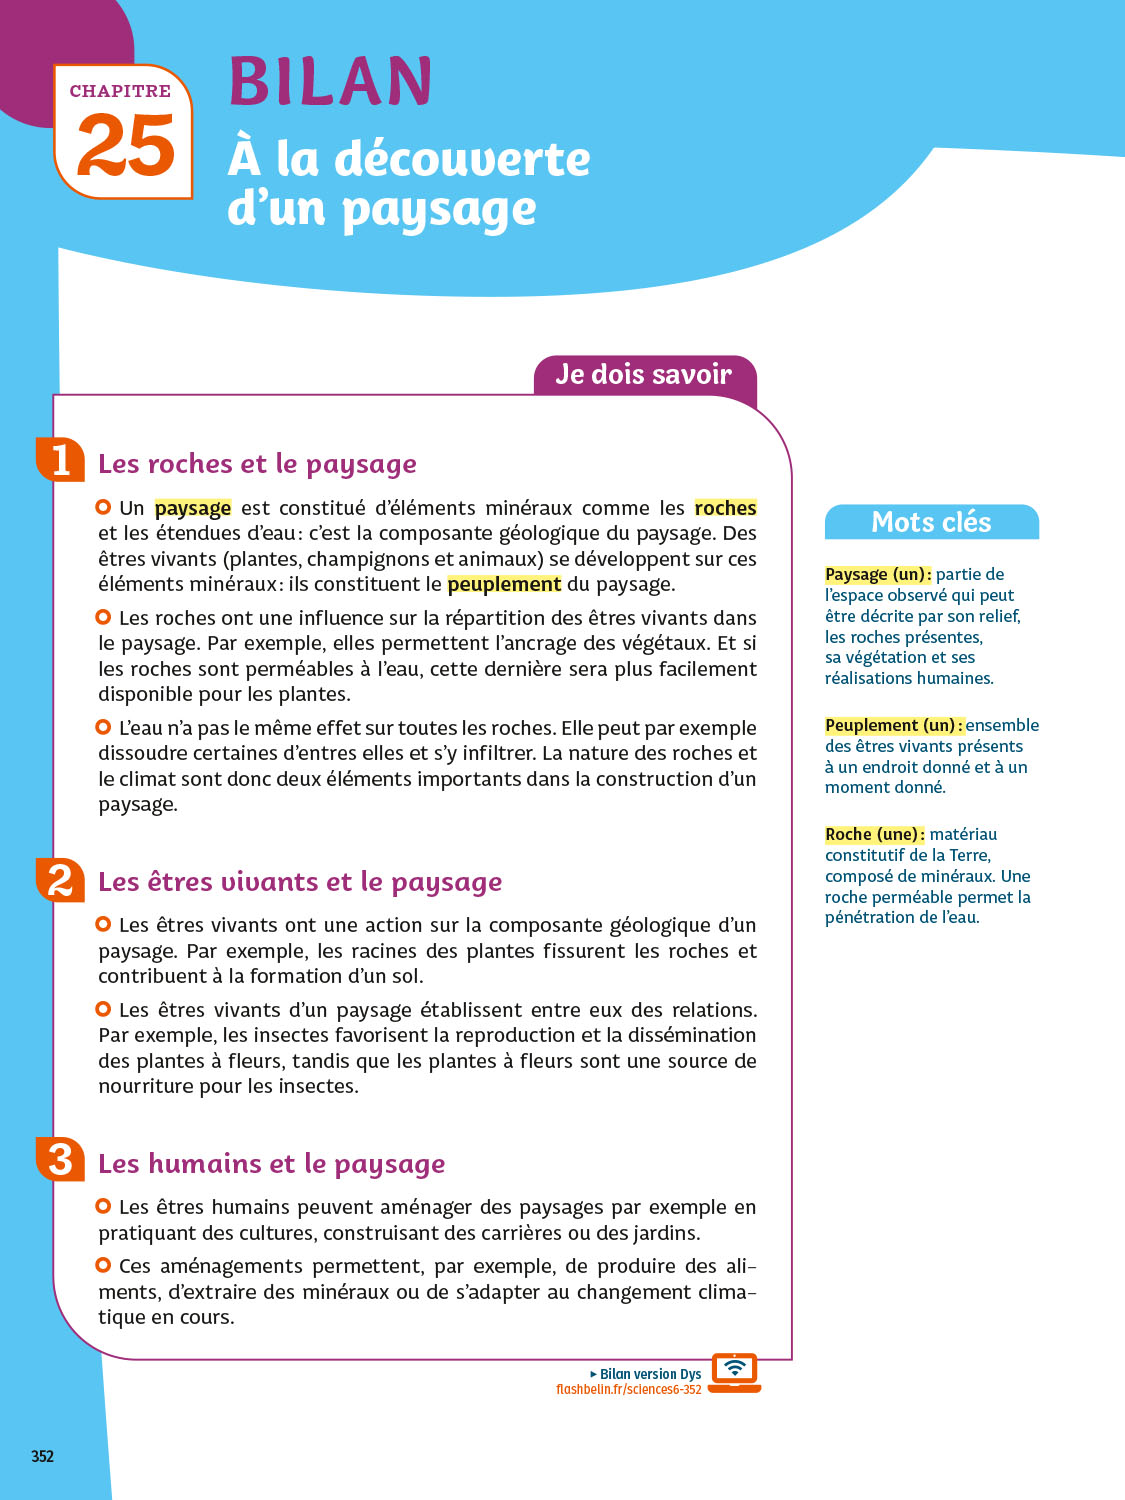 CHAPITRE
25
BILAN
À la découverte
d’un paysage
Je dois savoir
1
Les roches et le paysage
Un paysage est constitué d’éléments minéraux comme les roches
et les étendues d’eau : c’est la composante géologique du paysage. Des
êtres vivants (plantes, champignons et animaux) se développent sur ces
éléments minéraux : ils constituent le peuplement du paysage.
Les roches ont une influence sur la répartition des êtres vivants dans
le paysage. Par exemple, elles permettent l’ancrage des végétaux. Et si
les roches sont perméables à l’eau, cette dernière sera plus facilement
disponible pour les plantes.
L’eau n’a pas le même effet sur toutes les roches. Elle peut par exemple
dissoudre certaines d’entres elles et s’y infiltrer. La nature des roches et
le climat sont donc deux éléments importants dans la construction d’un
paysage.
2
Les êtres vivants et le paysage
Les êtres vivants ont une action sur la composante géologique d’un
paysage. Par exemple, les racines des plantes fissurent les roches et
contribuent à la formation d’un sol.
Les êtres vivants d’un paysage établissent entre eux des relations.
Par exemple, les insectes favorisent la reproduction et la dissémination
des plantes à fleurs, tandis que les plantes à fleurs sont une source de
nourriture pour les insectes.
3
Les humains et le paysage
Les êtres humains peuvent aménager des paysages par exemple en
pratiquant des cultures, construisant des carrières ou des jardins.
Ces aménagements permettent, par exemple, de produire des ali-
ments, d’extraire des minéraux ou de s’adapter au changement clima-
tique en cours.
Mots clés
Paysage (un) : partie de
l’espace observé qui peut
être décrite par son relief,
les roches présentes,
sa végétation et ses
réalisations humaines.
Peuplement (un) : ensemble
des êtres vivants présents
à un endroit donné et à un
moment donné.
Roche (une) : matériau
constitutif de la Terre,
composé de minéraux. Une
roche perméable permet la
pénétration de l’eau.
▸ Bilan version Dys
flashbelin.fr/sciences6-352
352